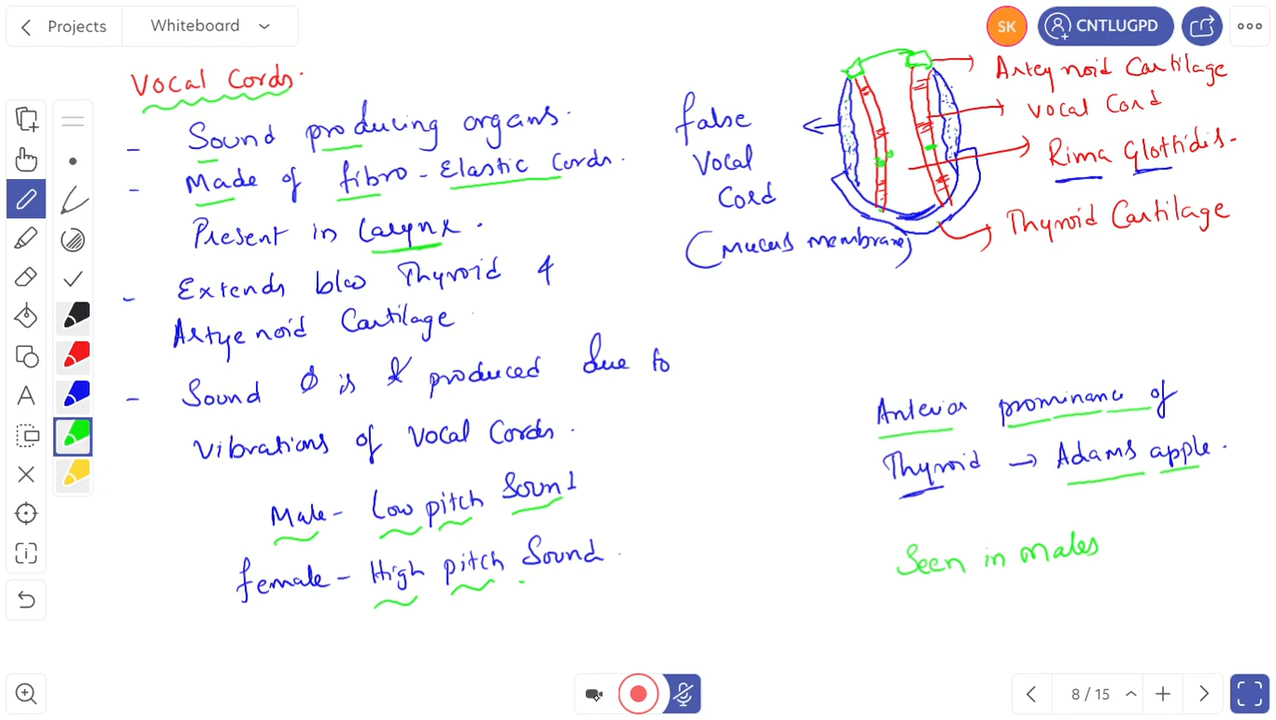 Projects
Whiteboard
SK
CNTLUGPD
Vocal Cords.
- Sound producing organs.
- Made of fibro-Elastic Cords.
Present in Larynx.
- Extends b/w Thyroid &
Artyenoid Cartilage
- Sound is produced due to
vibrations of Vocal Cords.
Male - Low pitch Sound
female - High pitch Sound.
false
Vocal
Cord
(Mucus membrane)
Arteynoid Cartilage
Vocal Cord
Rima Glottidis-
Thyroid Cartilage
Anterior prominance of
Thyroid → Adams apple.
Seen in males
A
8 / 15